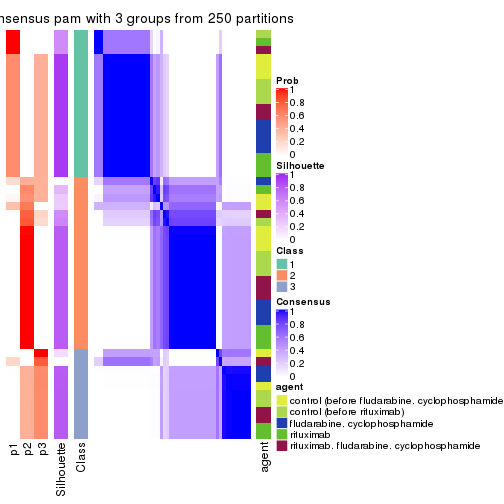 nsensus pam with 3 groups from 250 partitions
Prob
1
0.8
0.6
0.4
0.2
0
Silhouette
1
0.8
0.6
0.4
0.2
0
Class
1
2
3
Consensus
1
0.8
0.6
0.4
0.2
0
agent
control (before fludarabine, cyclophosphamide
control (before rituximab)
fludarabine, cyclophosphamide
rituximab
rituximab, fludarabine, cyclophosphamide
p1
p2
p3
Silhouette
Class
agent